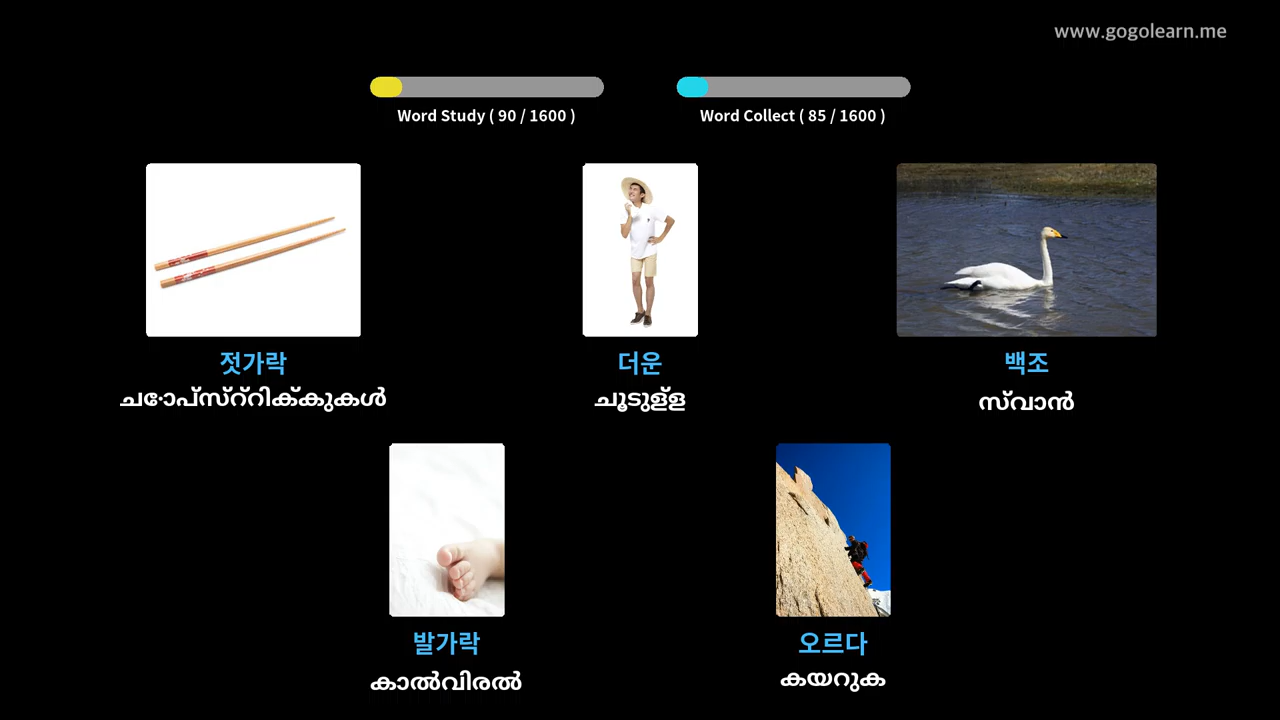 www.gogolearn.me
Word Study ( 90 / 1600 )
Word Collect ( 85 / 1600 )
젓가락
ചോപ്സ്റ്റിക്കുകൾ
더운
ചൂടുള്ള
백조
സ്വാൻ
발가락
കാൽവിരൽ
오르다
കയറുക